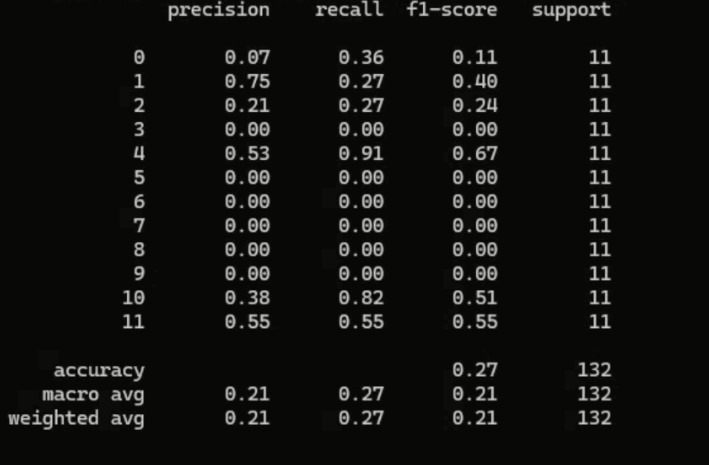 precision recall f1-score support
0 0.07 0.36 0.11 11
1 0.75 0.27 0.40 11
2 0.21 0.27 0.24 11
3 0.00 0.00 0.00 11
4 0.53 0.91 0.67 11
5 0.00 0.00 0.00 11
6 0.00 0.00 0.00 11
7 0.00 0.00 0.00 11
8 0.00 0.00 0.00 11
9 0.00 0.00 0.00 11
10 0.38 0.82 0.51 11
11 0.55 0.55 0.55 11
accuracy 0.27 132
macro avg 0.21 0.27 0.21 132
weighted avg 0.21 0.27 0.21 132